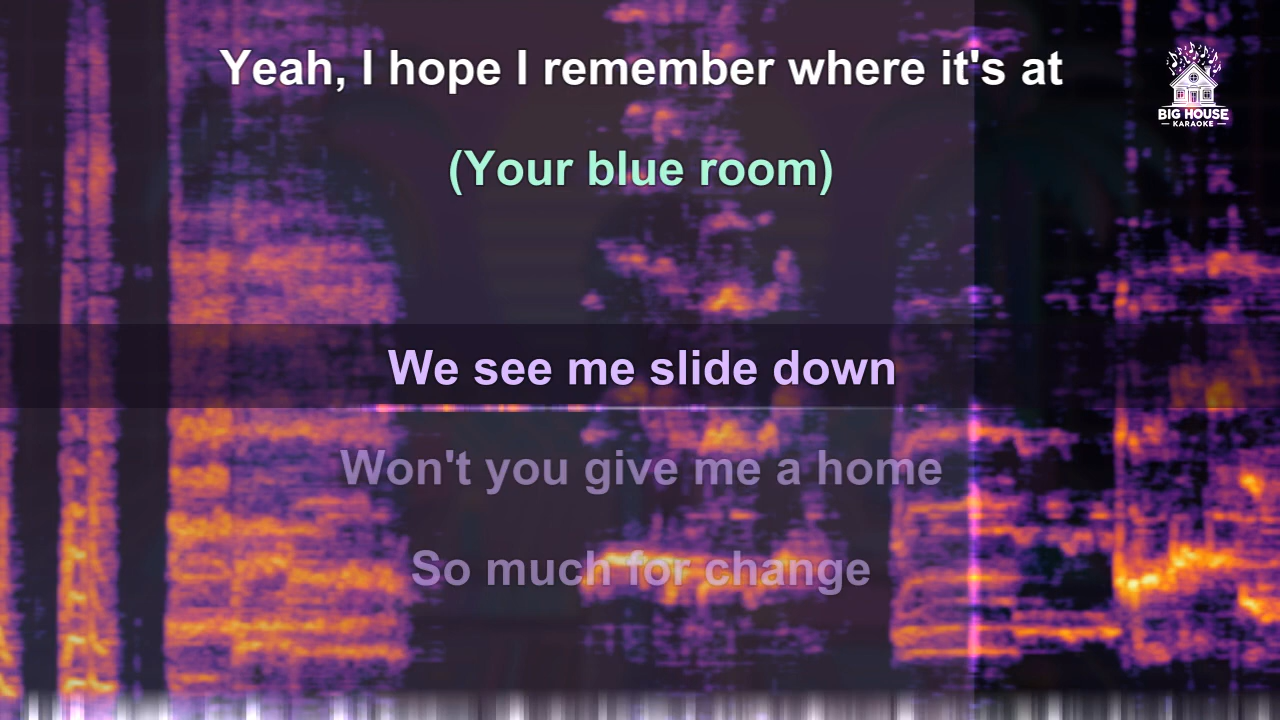 Yeah, I hope I remember where it's at
BIG HOUSE
KARAOKE
(Your blue room)
We see me slide down
Won't you give me a home
So much for change